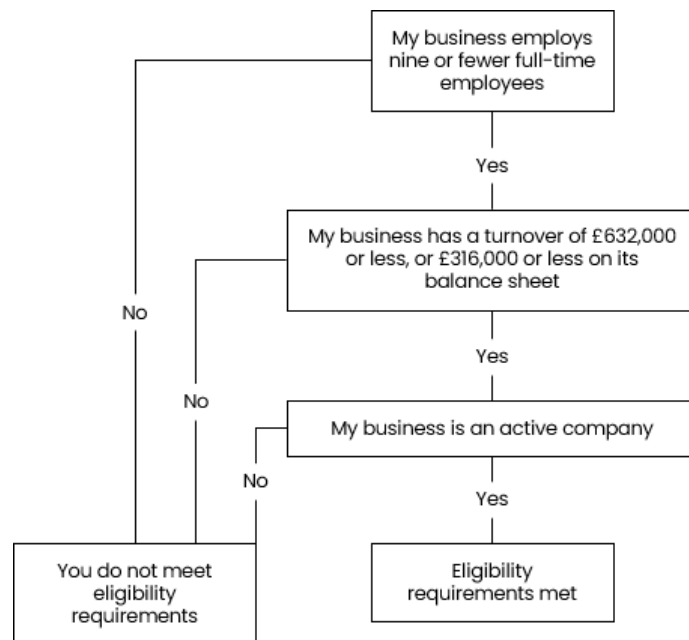 My business employs
nine or fewer full-time
employees
Yes
My business has a turnover of £632,000
or less, or £316,000 or less on its
balance sheet
No
Yes
No
My business is an active company
No
Yes
You do not meet
eligibility
requirements
Eligibility
requirements met